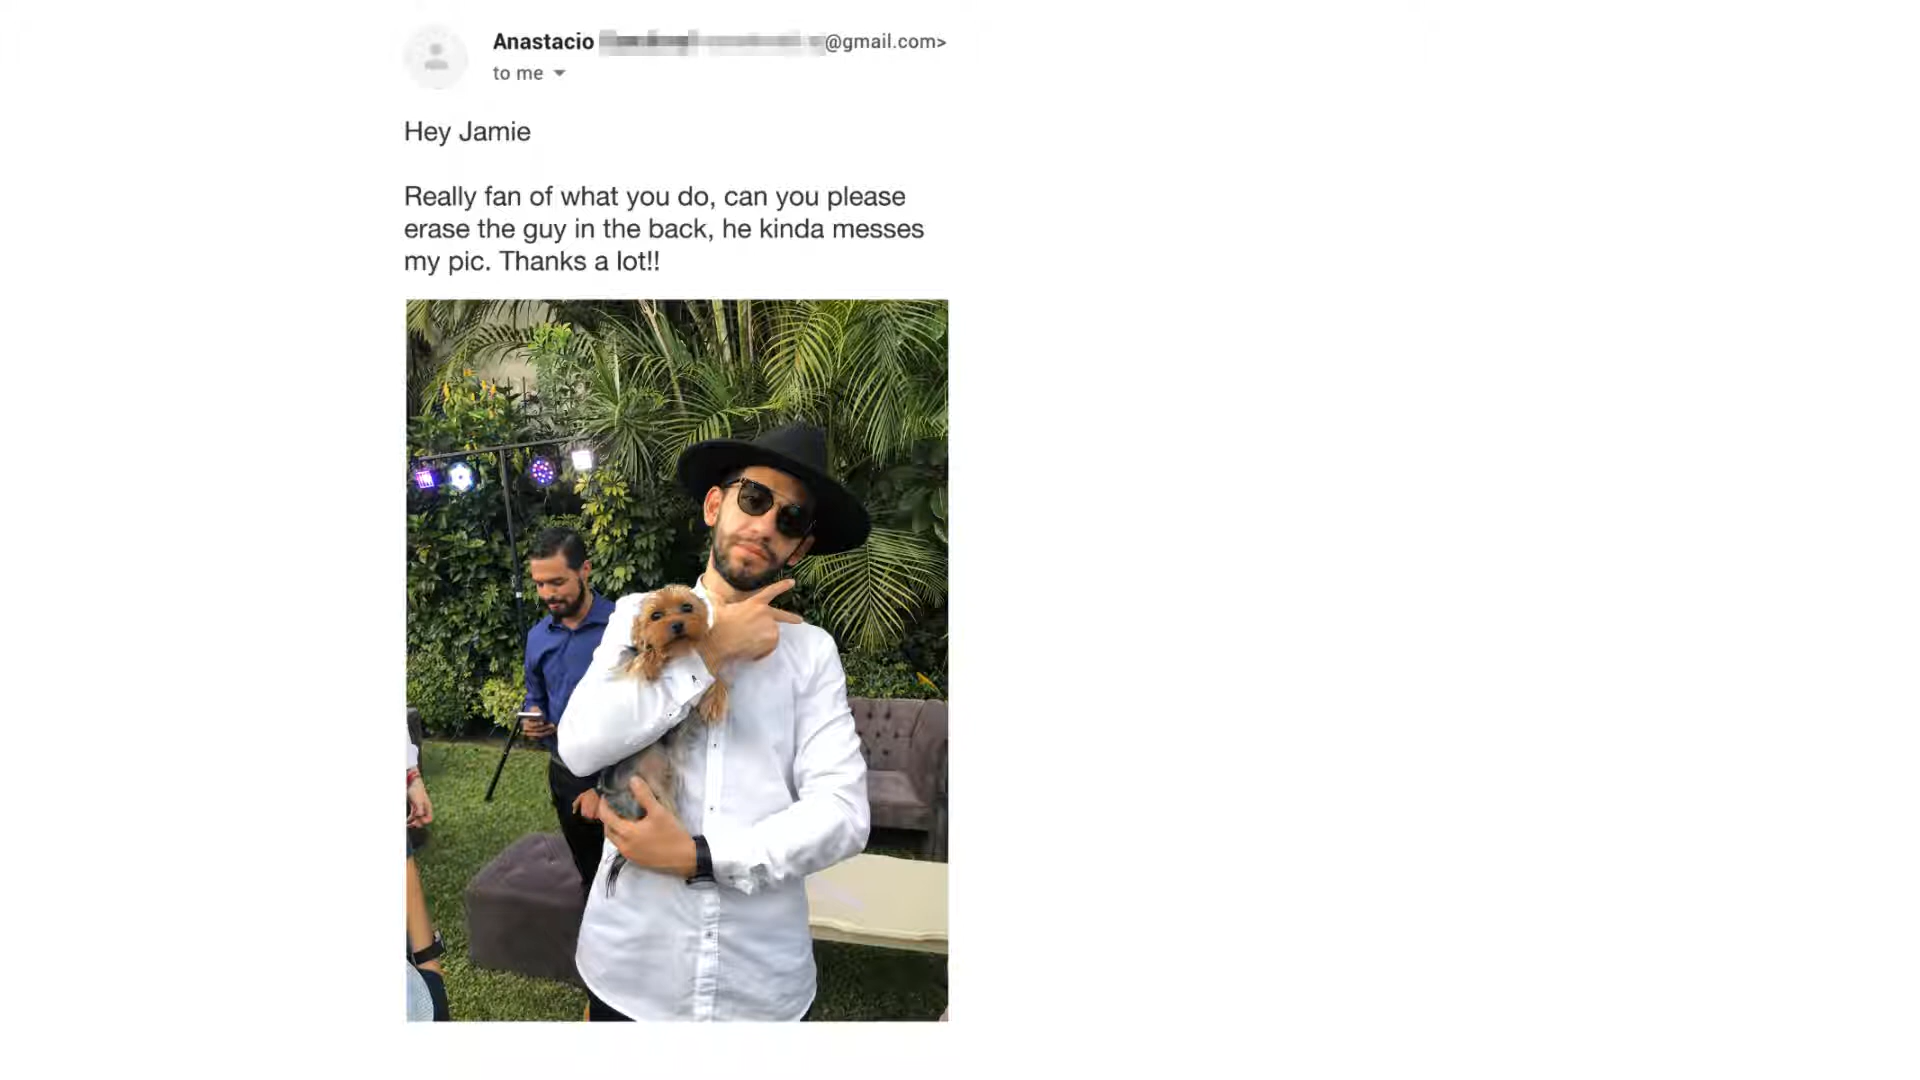 Anastacio @gmail.com>
to me
Hey Jamie
Really fan of what you do, can you please
erase the guy in the back, he kinda messes
my pic. Thanks a lot!!